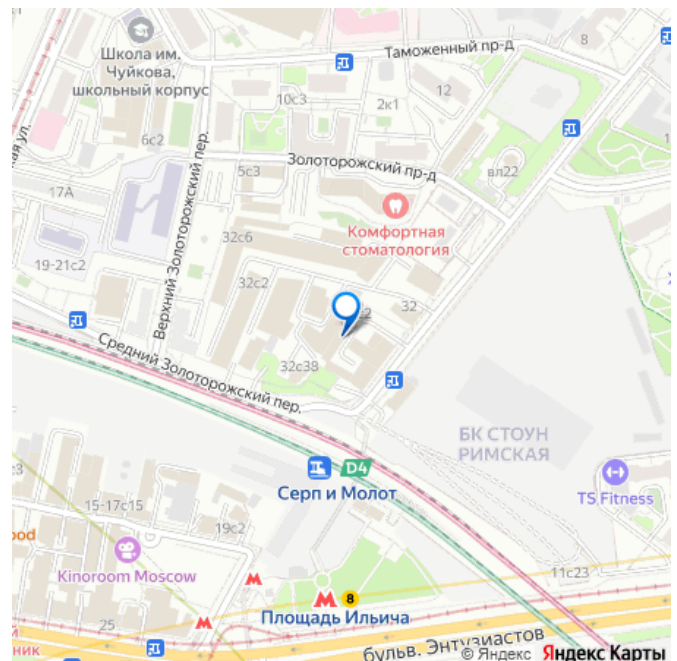 Школа им.
Чуйкова,
школьный корпус
8
Таможенный пр-д
10с3
12
2к1
6с2
Верхний Золоторожский пер.
5с3
Золоторожский пр-д
вл22
17А
Комфортная
стоматология
32с6
19-21с2
32с2
32
32с38
Средний Золоторожский пер.
БК СТОУН
РИМСКАЯ
D4
Серп и Молот
TS Fitness
15-17с15
19с2
Kinoroom Moscow
11с23
8
Площадь Ильича
25
бульв. Энтузиастов
© Яндекс Яндекс Карты